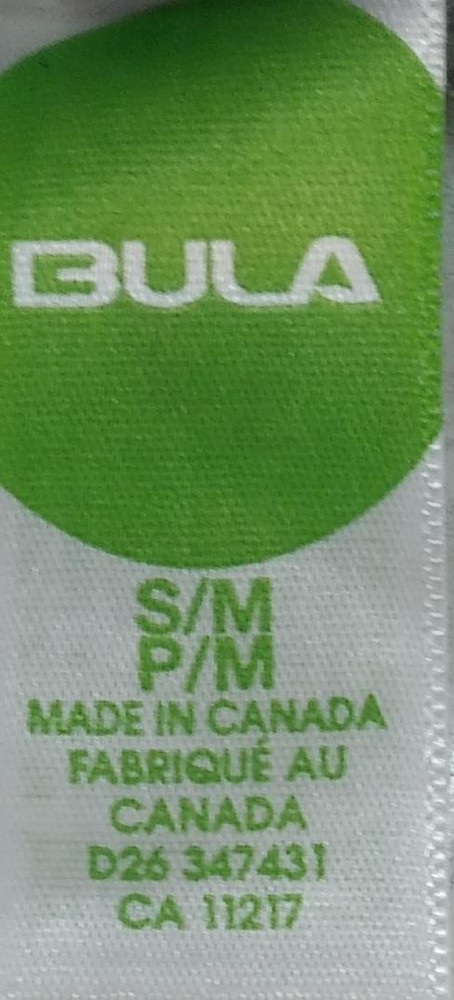 BULA
S/M
P/M
MADE IN CANADA
FABRIQUÉ AU
CANADA
D26 347431
CA 11217